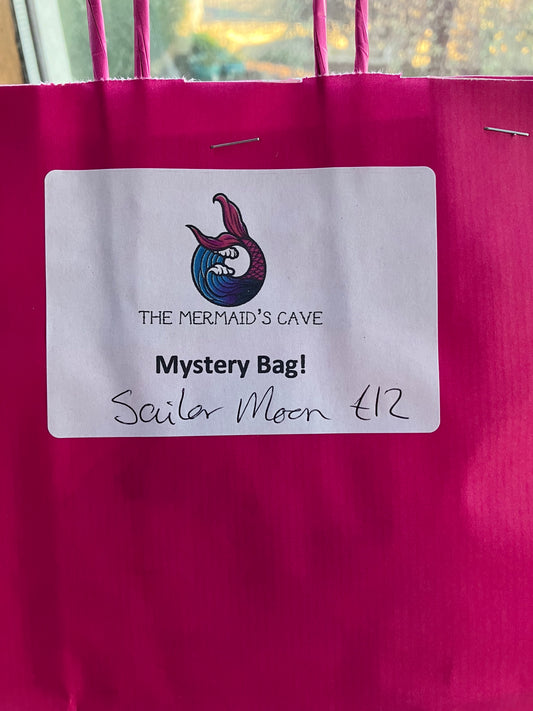 THE MERMAID'S CAVE
Mystery Bag!
Sailor Moon £12